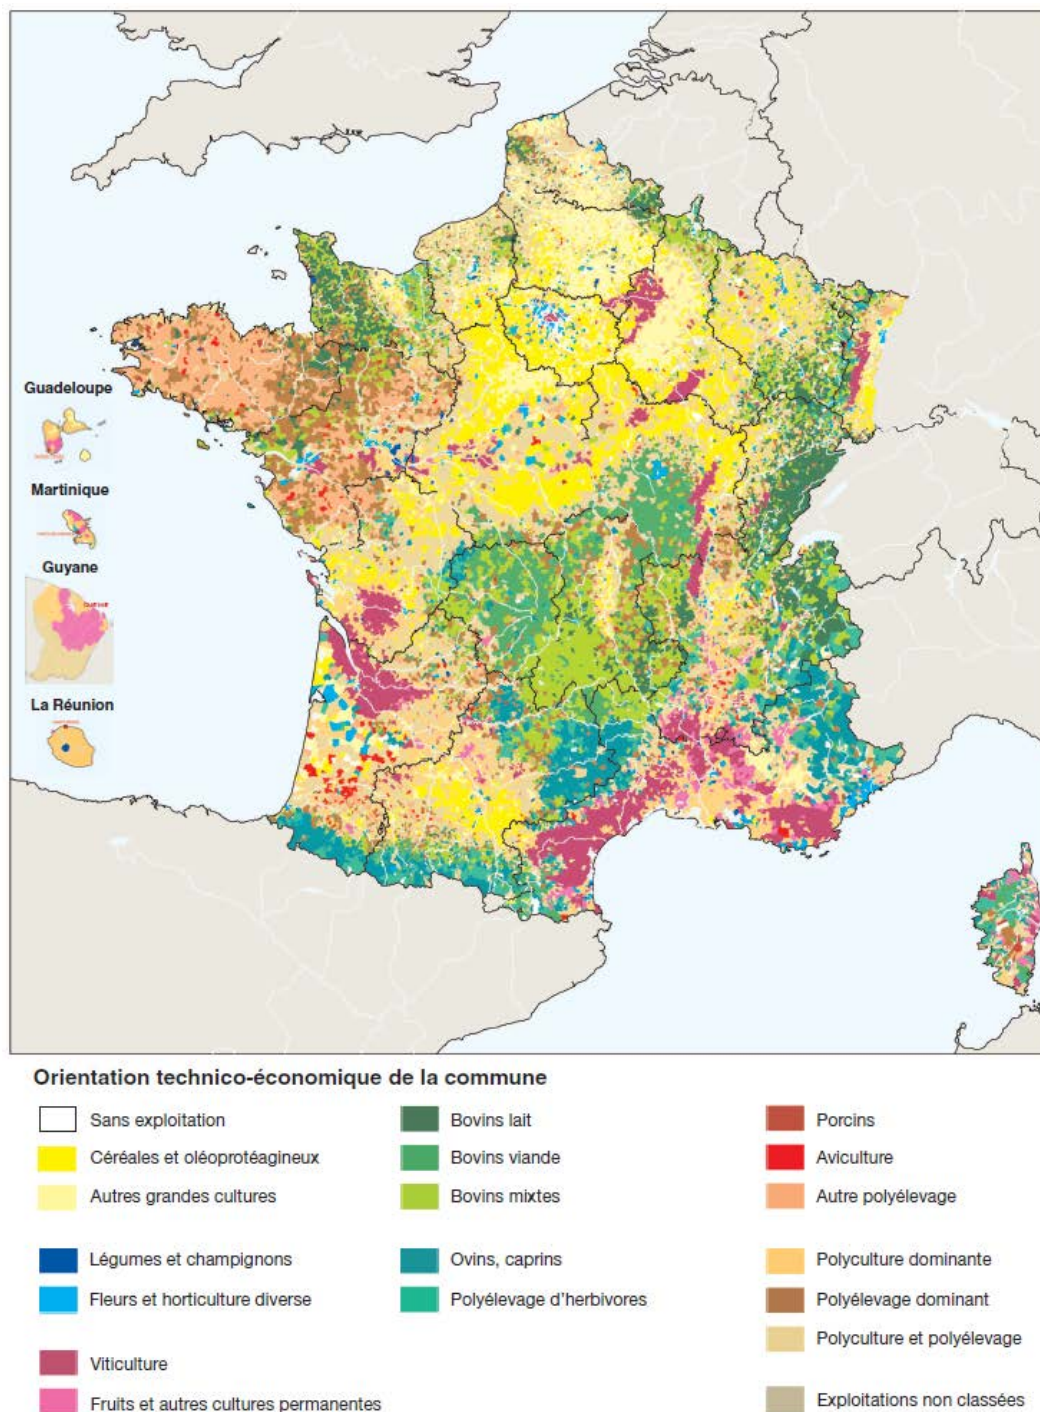 Guadeloupe
Martinique
Guyane
La Réunion
Orientation technico-économique de la commune
Sans exploitation
Céréales et oléoprotéagineux
Autres grandes cultures
Légumes et champignons
Fleurs et horticulture diverse
Viticulture
Fruits et autres cultures permanentes
Bovins lait
Bovins viande
Bovins mixtes
Ovins, caprins
Polyélevage d'herbivores
Porcins
Aviculture
Autre polyélevage
Polyculture dominante
Polyélevage dominant
Polyculture et polyélevage
Exploitations non classées